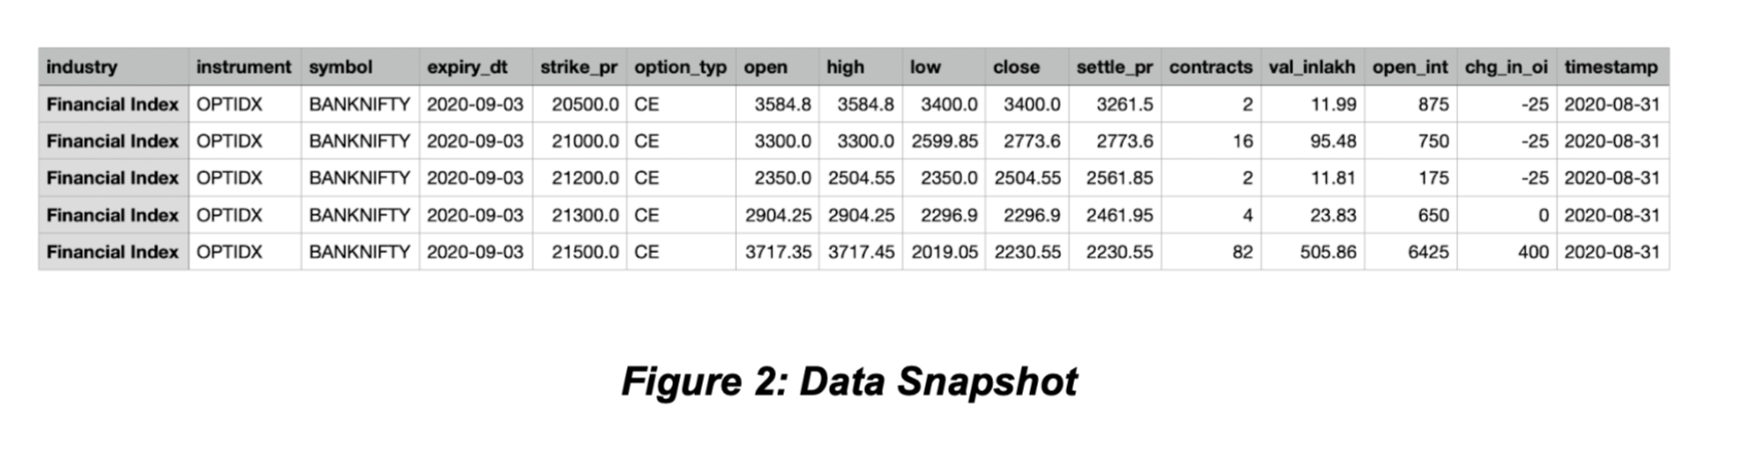 industry instrument symbol expiry_dt strike_pr option_typ open high low close settle_pr contracts val_inlakh open_int chg_in_oi timestamp
Financial Index OPTIDX BANKNIFTY 2020-09-03 20500.0 CE 3584.8 3584.8 3400.0 3400.0 3261.5 2 11.99 875 -25 2020-08-31
Financial Index OPTIDX BANKNIFTY 2020-09-03 21000.0 CE 3300.0 3300.0 2599.85 2773.6 2773.6 16 95.48 750 -25 2020-08-31
Financial Index OPTIDX BANKNIFTY 2020-09-03 21200.0 CE 2350.0 2504.55 2350.0 2504.55 2561.85 2 11.81 175 -25 2020-08-31
Financial Index OPTIDX BANKNIFTY 2020-09-03 21300.0 CE 2904.25 2904.25 2296.9 2296.9 2461.95 4 23.83 650 0 2020-08-31
Financial Index OPTIDX BANKNIFTY 2020-09-03 21500.0 CE 3717.35 3717.45 2019.05 2230.55 2230.55 82 505.86 6425 400 2020-08-31
Figure 2: Data Snapshot